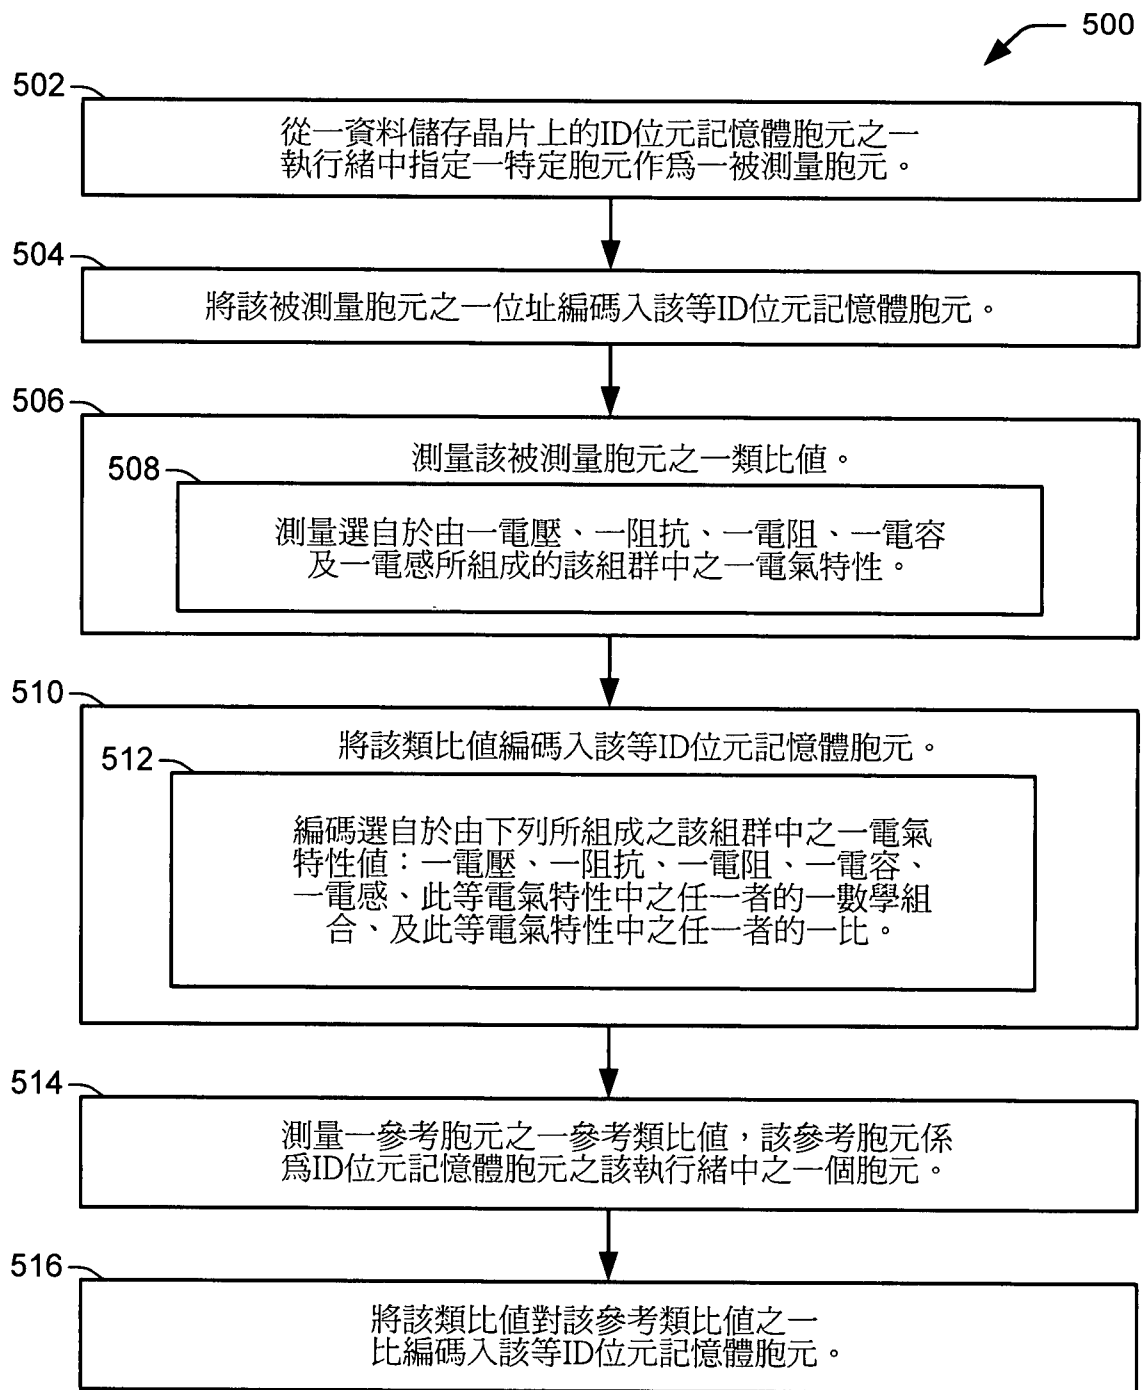 500
502
從一資料儲存晶片上的ID位元記憶體胞元之一
執行緒中指定一特定胞元作爲一被測量胞元。
504
將該被測量胞元之一位址編碼入該等ID位元記憶體胞元。
506
測量該被測量胞元之一類比值。
508
測量選自於由一電壓、一阻抗、一電阻、一電容
及一電感所組成的該組群中之一電氣特性。
510
將該類比值編碼入該等ID位元記憶體胞元。
512
編碼選自於由下列所組成之該組群中之一電氣
特性值：一電壓、一阻抗、一電阻、一電容、
一電感、此等電氣特性中之任一者的一數學組
合、及此等電氣特性中之任一者的一比。
514
測量一參考胞元之一參考類比值，該參考胞元係
爲ID位元記憶體胞元之該執行緒中之一個胞元。
516
將該類比值對該參考類比值之一
比編碼入該等ID位元記憶體胞元。